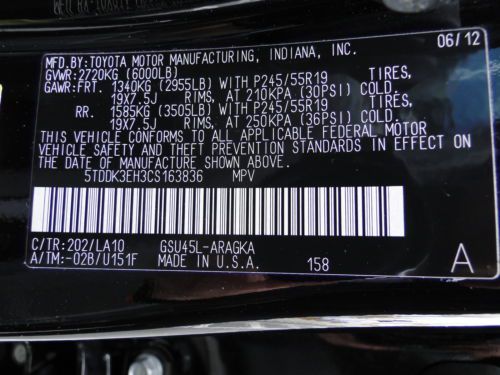 MFD.BY:TOYOTA MOTOR MANUFACTURING, INDIANA, INC. 06/12
GVWR:2720KG (6000LB)
GAWR:FRT. 1340KG (2955LB) WITH P245/55R19 TIRES,
19X7.5J RIMS, AT 210KPA (30PSI) COLD.
RR. 1585KG (3505LB) WITH P245/55R19 TIRES,
19X7.5J RIMS, AT 250KPA (36PSI) COLD.
THIS VEHICLE CONFORMS TO ALL APPLICABLE FEDERAL MOTOR
VEHICLE SAFETY AND THEFT PREVENTION STANDARDS IN EFFECT ON
THE DATE OF MANUFACTURE SHOWN ABOVE.
5TDDK3EH3CS163836 MPV
C/TR:202/LA10 GSU45L-ARAGKA
A/TM:-02B/U151F MADE IN U.S.A. 158 A